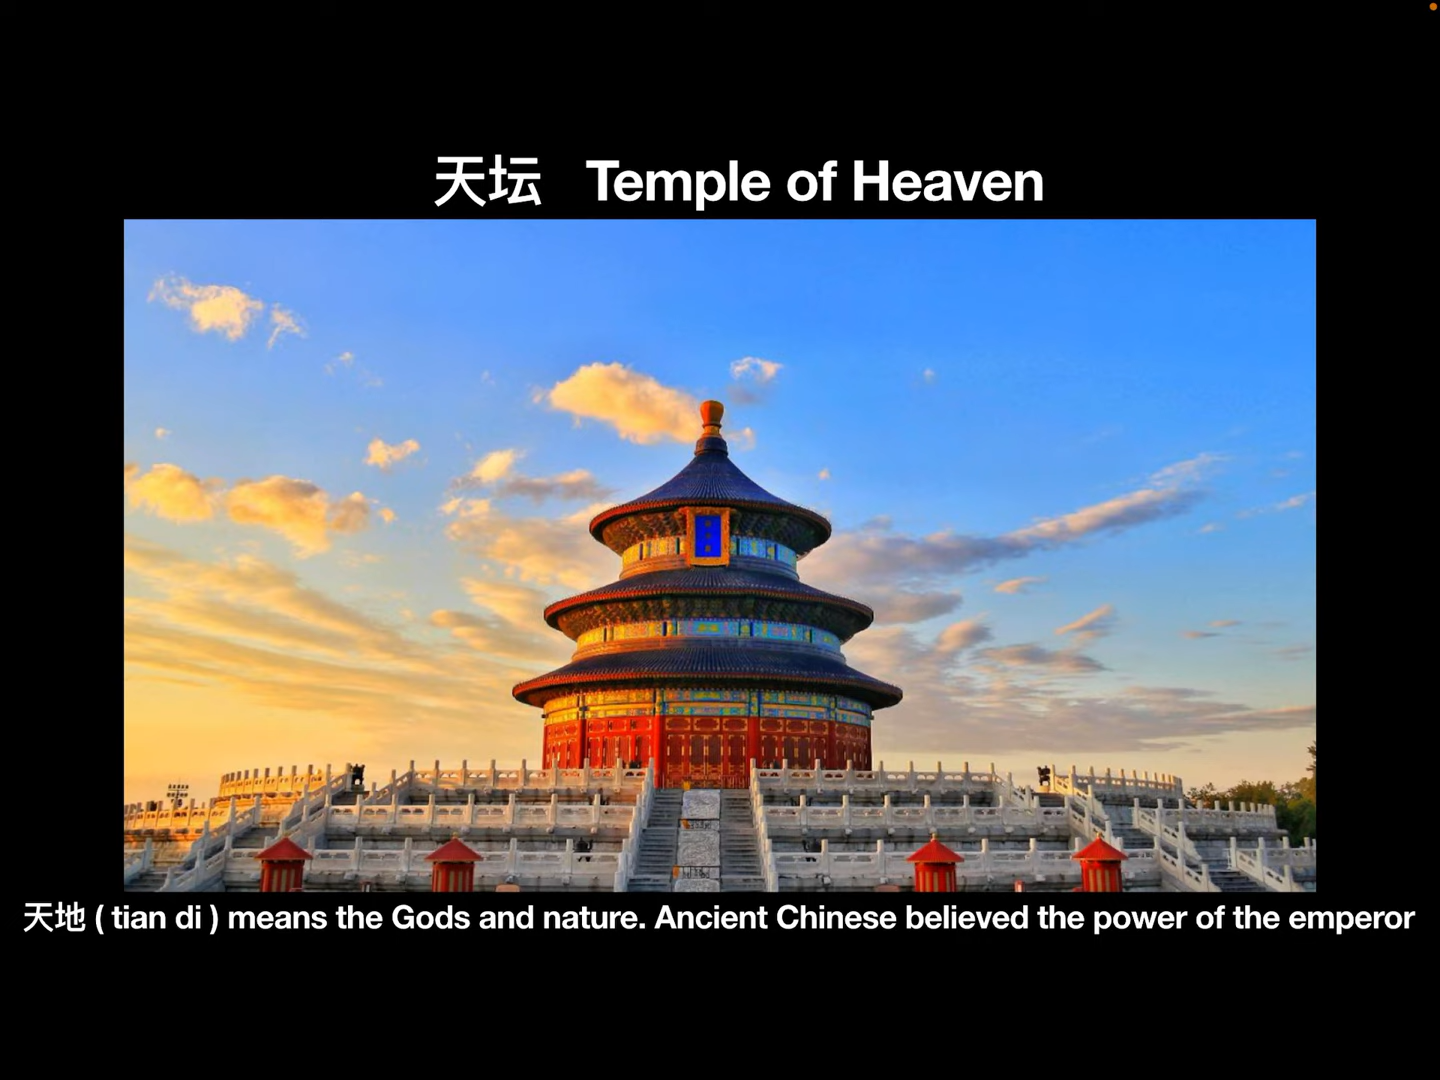 天坛 Temple of Heaven
天地 ( tian di ) means the Gods and nature. Ancient Chinese believed the power of the emperor